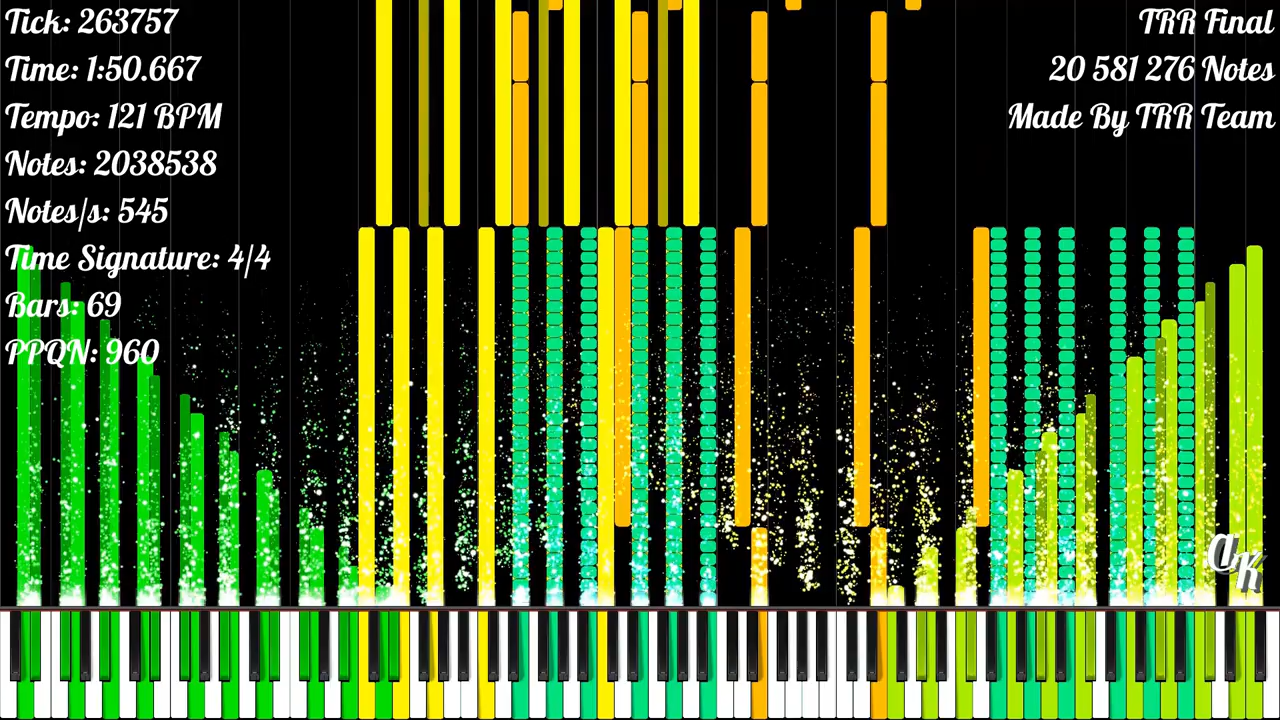 Tick: 263757
Time: 1:50.667
Tempo: 121 BPM
Notes: 2038538
Notes/s: 545
Time Signature: 4/4
Bars: 69
PPQN: 960
TRR Final
20 581 276 Notes
Made By TRR Team
aK